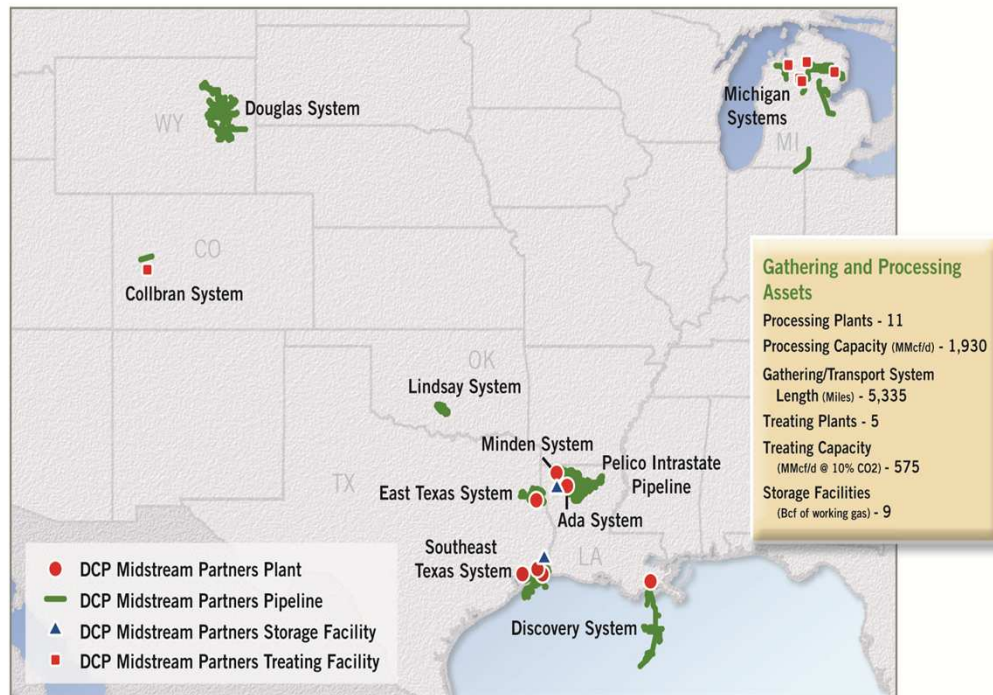 Douglas System
WY
Michigan
Systems
MI
CO
Collbran System
Gathering and Processing
Assets
Processing Plants - 11
Processing Capacity (MMcf/d) - 1,930
Gathering/Transport System
Length (Miles) - 5,335
Treating Plants - 5
Treating Capacity
(MMcf/d @ 10% CO2) - 575
Storage Facilities
(Bcf of working gas) - 9
OK
Lindsay System
Minden System
Pelico Intrastate
Pipeline
TX
East Texas System
Ada System
Southeast
Texas System
LA
Discovery System
DCP Midstream Partners Plant
DCP Midstream Partners Pipeline
DCP Midstream Partners Storage Facility
DCP Midstream Partners Treating Facility